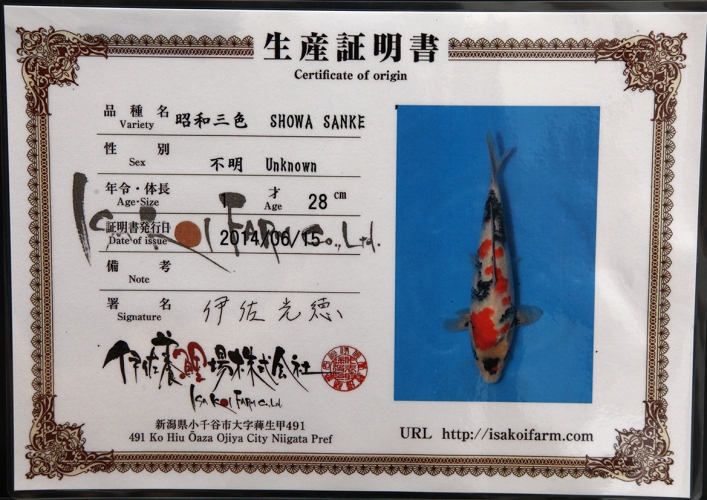 生産証明書
Certificate of origin
品種名 昭和三色 SHOWA SANKE
Variety
性別 不明 Unknown
Sex
年令・体長 才 28 cm
Age・Size Age
証明書発行日 2014/06/15
Date of issue
ISA KOI FARM Co., Ltd.
備考
Note
署名 伊佐光徳
Signature
伊佐養鯉場株式会社
ISA KOI FARM Co., Ltd.
新潟県小千谷市大字薭生甲491
491 Ko Hiu Ōaza Ojiya City Niigata Pref
URL http://isakoifarm.com